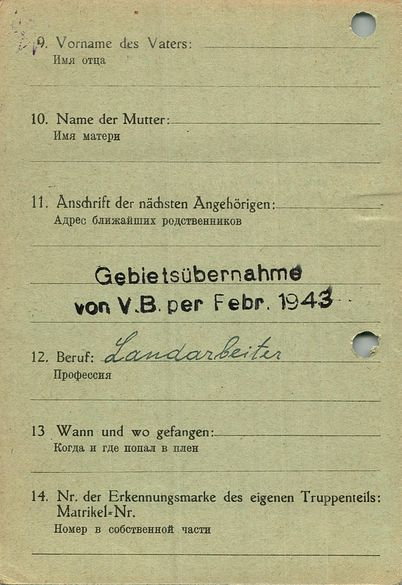 9. Vorname des Vaters:
Имя отца
10. Name der Mutter:
Имя матери
11. Anschrift der nächsten Angehörigen:
Адрес ближайших родственников
Gebietsübernahme
von V.B. per Febr. 1943
12. Beruf: Landarbeiter
Профессия
13 Wann und wo gefangen:
Когда и где попал в плен
14. Nr. der Erkennungsmarke des eigenen Truppenteils:
Matrikel-Nr.
Номер в собственной части